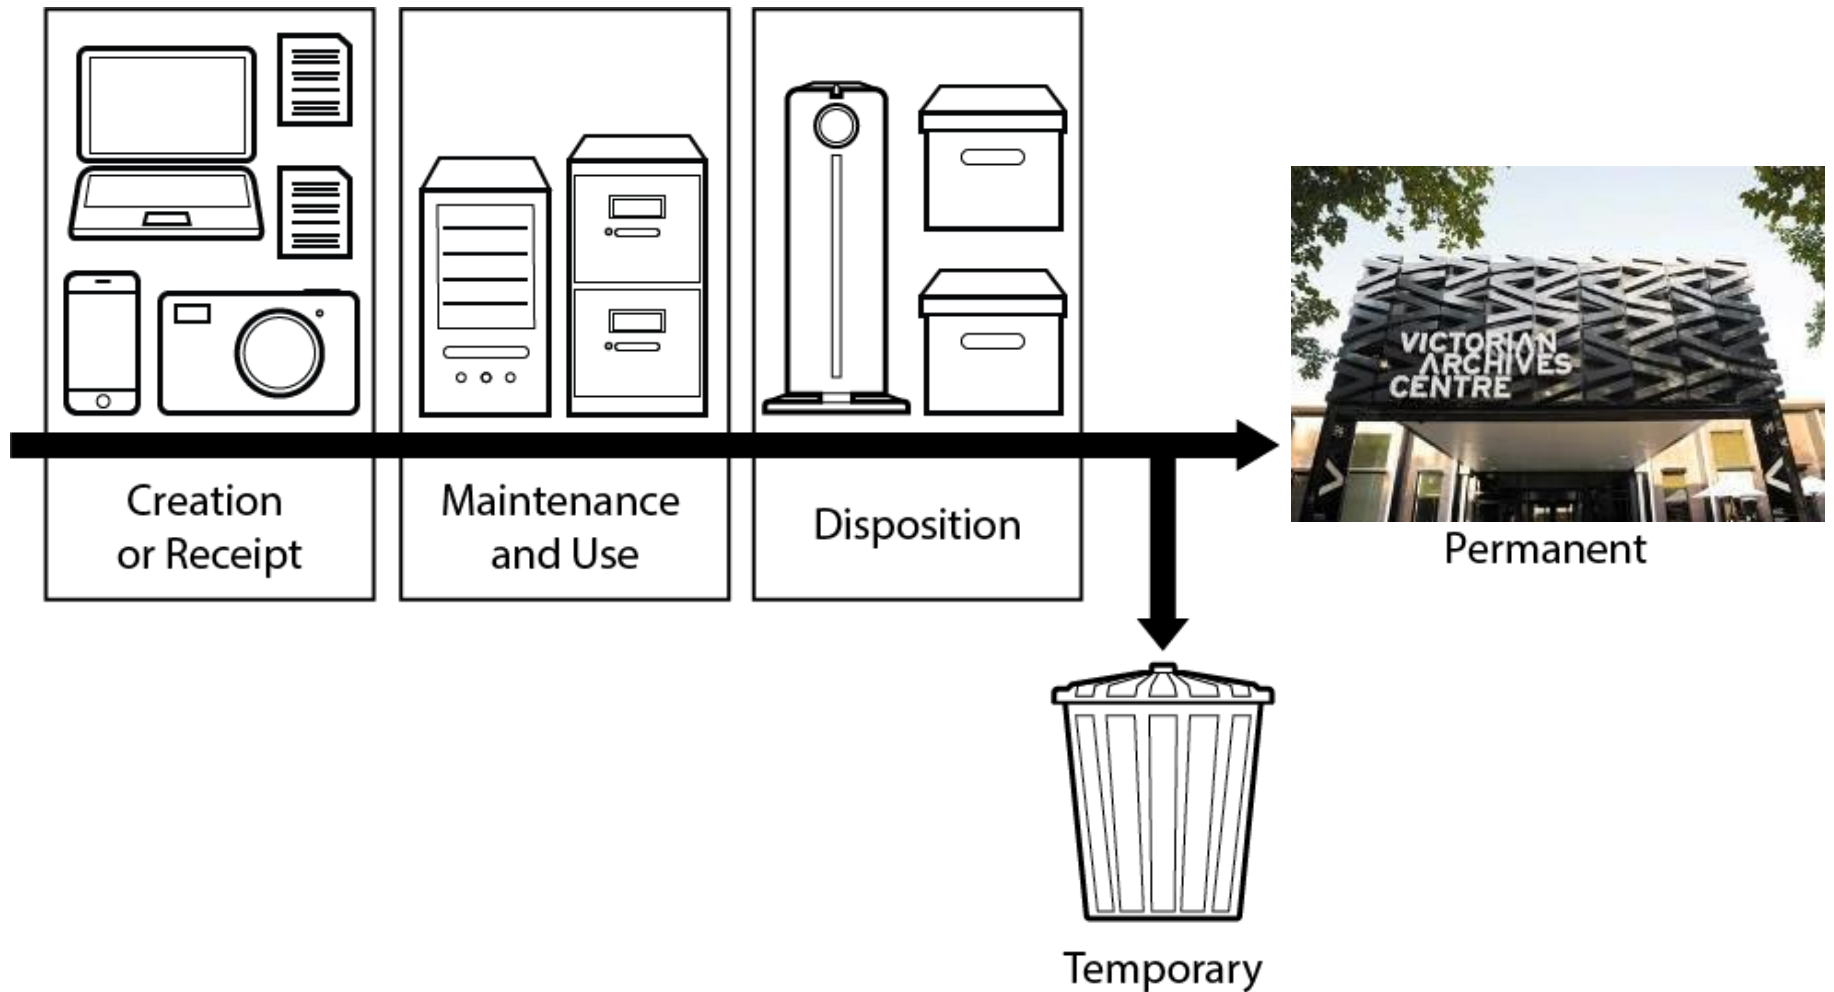 Creation
or Receipt
Maintenance
and Use
Disposition
VICTORIAN
ARCHIVES
CENTRE
Permanent
Temporary